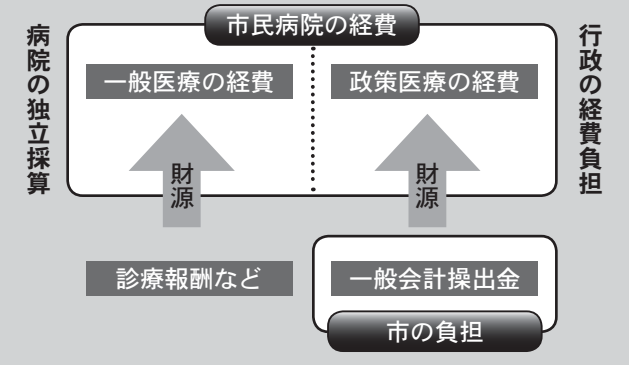 市民病院の経費
病院の独立採算
行政の経費負担
一般医療の経費
政策医療の経費
財源
財源
診療報酬など
一般会計操出金
市の負担